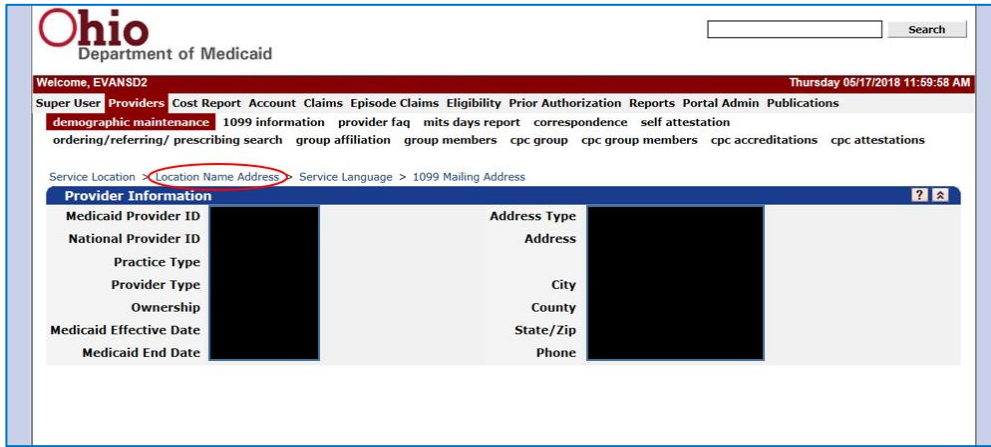 Ohio
Department of Medicaid
Search
Welcome, EVANSD2 Thursday 05/17/2018 11:59:58 AM
Super User Providers Cost Report Account Claims Episode Claims Eligibility Prior Authorization Reports Portal Admin Publications
demographic maintenance 1099 information provider faq mits days report correspondence self attestation
ordering/referring/ prescribing search group affiliation group members cpc group cpc group members cpc accreditations cpc attestations
Service Location > Location Name Address > Service Language > 1099 Mailing Address
Provider Information ?
Medicaid Provider ID Address Type
National Provider ID Address
Practice Type
Provider Type City
Ownership County
Medicaid Effective Date State/Zip
Medicaid End Date Phone